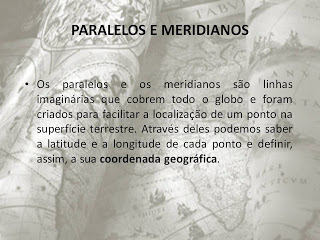 PARALELOS E MERIDIANOS
• Os paralelos e os meridianos são linhas
imaginárias que cobrem todo o globo e foram
criados para facilitar a localização de um ponto na
superfície terrestre. Através deles podemos saber
a latitude e a longitude de cada ponto e definir,
assim, a sua coordenada geográfica.